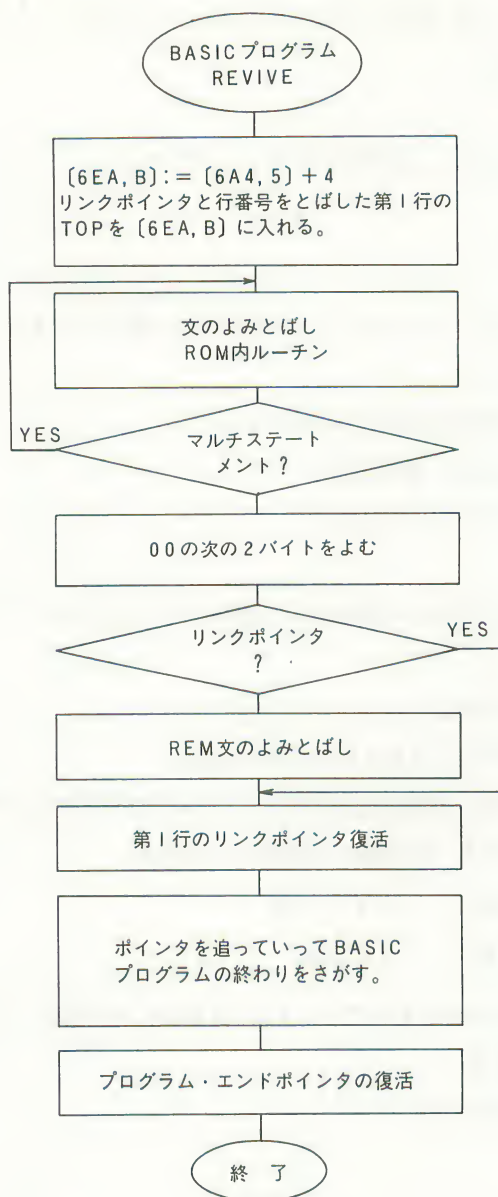 BASICプログラム
REVIVE
〔6EA, B〕:=〔6A4, 5〕+4
リンクポインタと行番号をとばした第1行の
TOPを〔6EA, B〕に入れる。
文のよみとばし
ROM内ルーチン
YES
マルチステート
メント?
00の次の2バイトをよむ
リンクポインタ
?
YES
REM文のよみとばし
第1行のリンクポインタ復活
ポインタを追っていってBASIC
プログラムの終わりをさがす。
プログラム・エンドポインタの復活
終 了